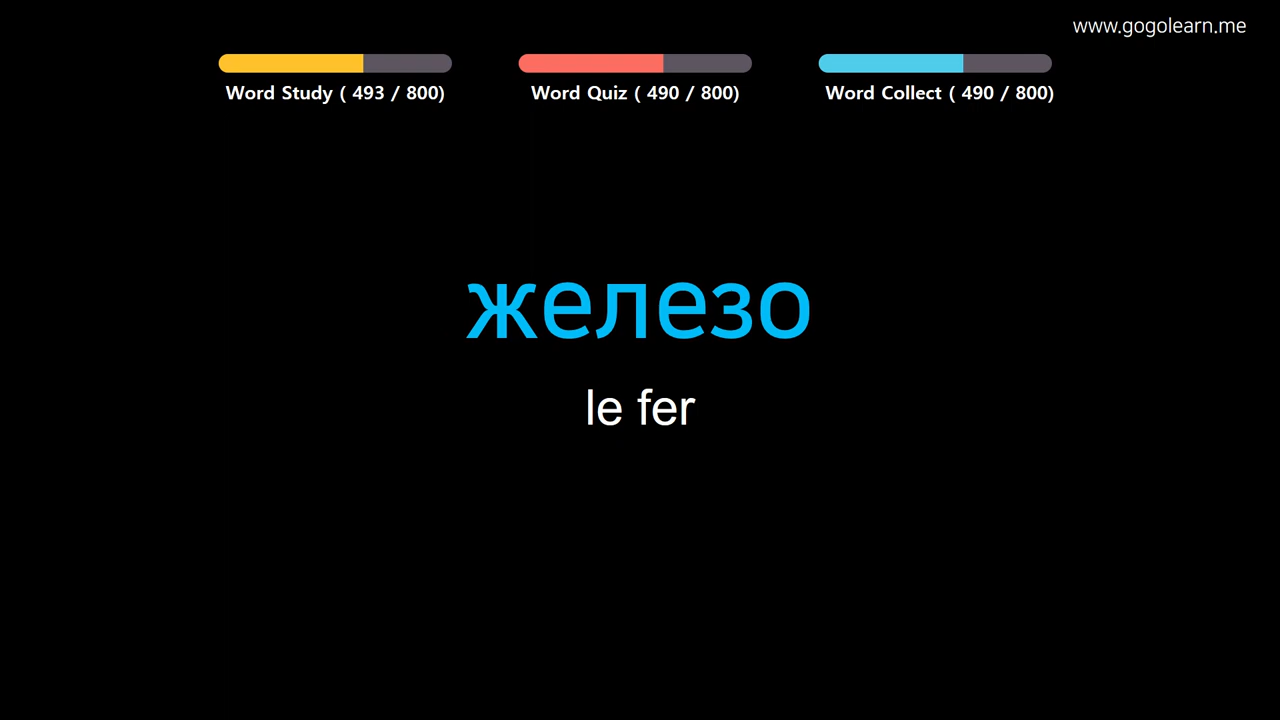 www.gogolearn.me
Word Study ( 493 / 800)
Word Quiz ( 490 / 800)
Word Collect ( 490 / 800)
железо
le fer